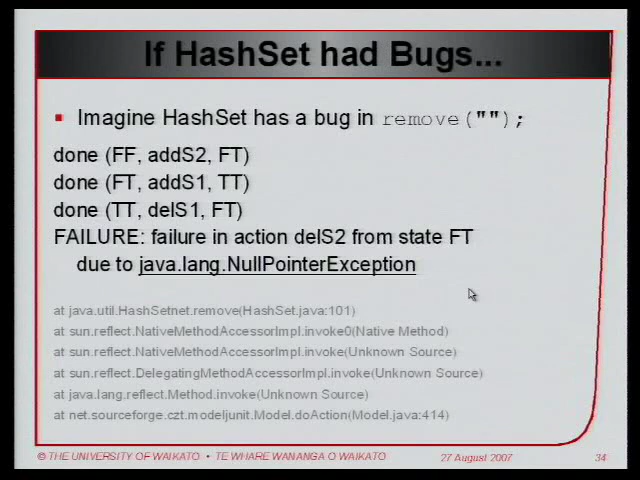 If HashSet had Bugs...
Imagine HashSet has a bug in remove("");
done (FF, addS2, FT)
done (FT, addS1, TT)
done (TT, delS1, FT)
FAILURE: failure in action delS2 from state FT
due to java.lang.NullPointerException
at java.util.HashSetnet.remove(HashSet.java:101)
at sun.reflect.NativeMethodAccessorImpl.invoke0(Native Method)
at sun.reflect.NativeMethodAccessorImpl.invoke(Unknown Source)
at sun.reflect.DelegatingMethodAccessorImpl.invoke(Unknown Source)
at java.lang.reflect.Method.invoke(Unknown Source)
at net.sourceforge.czt.modeljunit.Model.doAction(Model.java:414)
© THE UNIVERSITY OF WAIKATO • TE WHARE WANANGA O WAIKATO 27 August 2007 34